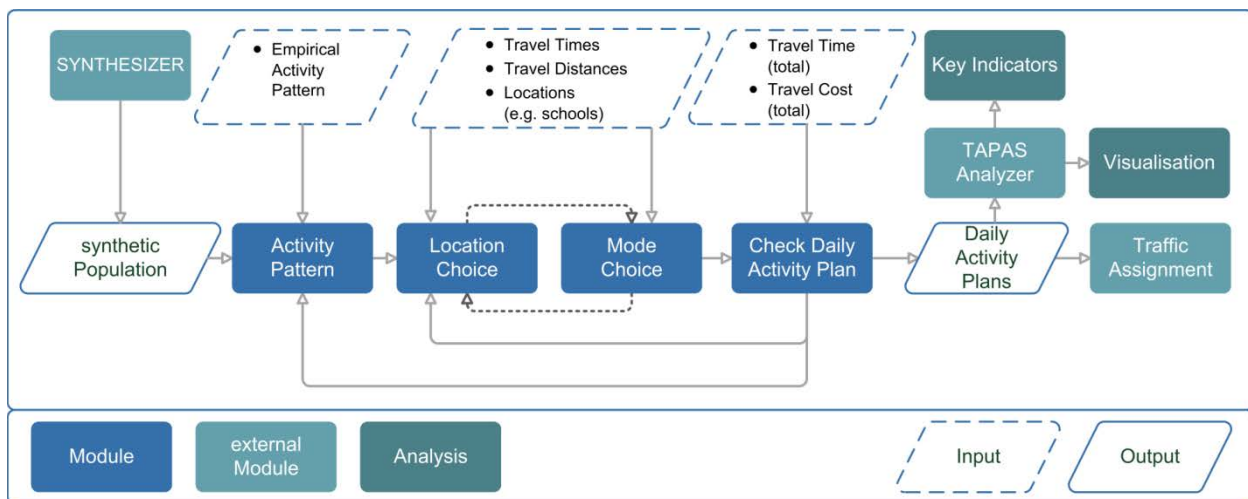 SYNTHESIZER
● Empirical
Activity
Pattern
● Travel Times
● Travel Distances
● Locations
(e.g. schools)
● Travel Time
(total)
● Travel Cost
(total)
Key Indicators
TAPAS
Analyzer
Visualisation
synthetic
Population
Activity
Pattern
Location
Choice
Mode
Choice
Check Daily
Activity Plan
Daily
Activity
Plans
Traffic
Assignment
Module
external
Module
Analysis
Input
Output